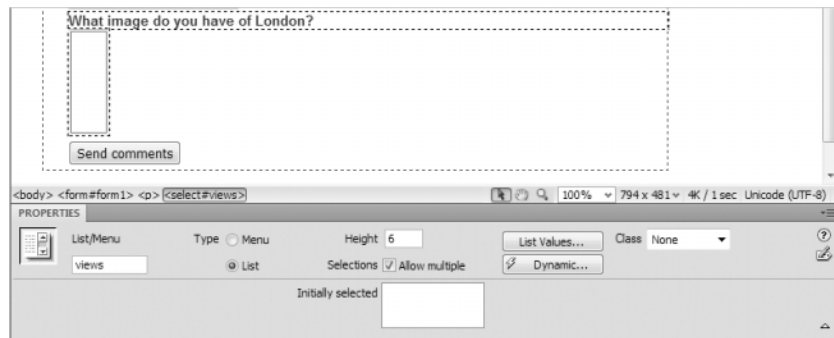 What image do you have of London?
Send comments
<body> <form#form1> <p> <select#views>
100%
794 x 481
4K / 1 sec
Unicode (UTF-8)
PROPERTIES
List/Menu
Type
Menu
Height 6
List Values...
Class None
views
List
Selections
Allow multiple
Dynamic...
Initially selected